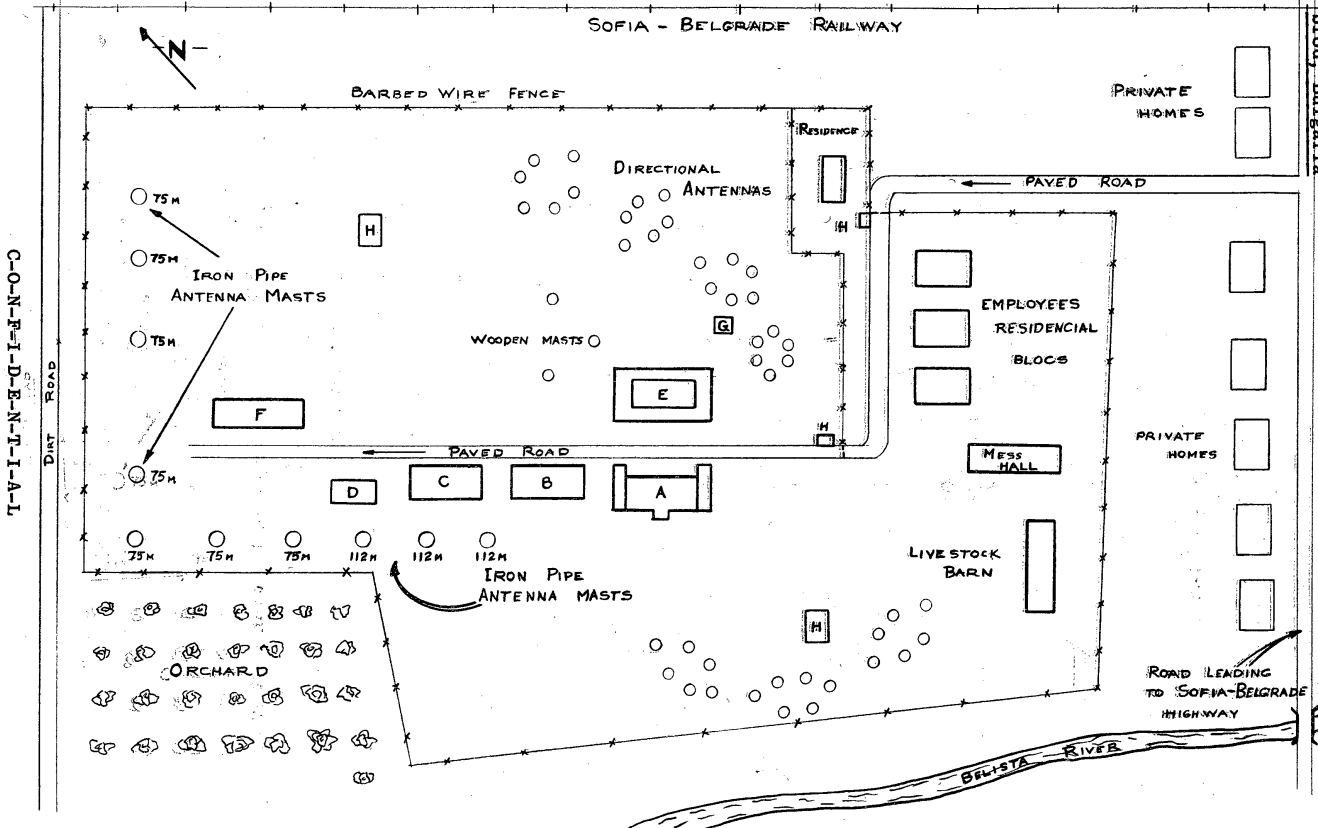 SOFIA - BELGRADE RAILWAY
-N-
BARBED WIRE FENCE
PRIVATE
HOMES
RESIDENCE
DIRECTIONAL
ANTENNAS
PAVED ROAD
75M
H
H
75M
IRON PIPE
ANTENNA MASTS
G
EMPLOYEES
RESIDENCIAL
BLOCS
75M
WOODEN MASTS
E
F
H
DIRT ROAD
PAVED ROAD
PRIVATE
HOMES
MESS
HALL
75M
D
C
B
A
75M
75M
75M
112M
112M
112M
LIVESTOCK
BARN
IRON PIPE
ANTENNA MASTS
H
ORCHARD
ROAD LEADING
TO SOFIA-BELGRADE
HIGHWAY
BELISTA RIVER
C-O-N-F-I-D-E-N-T-I-A-L
Bulgaria